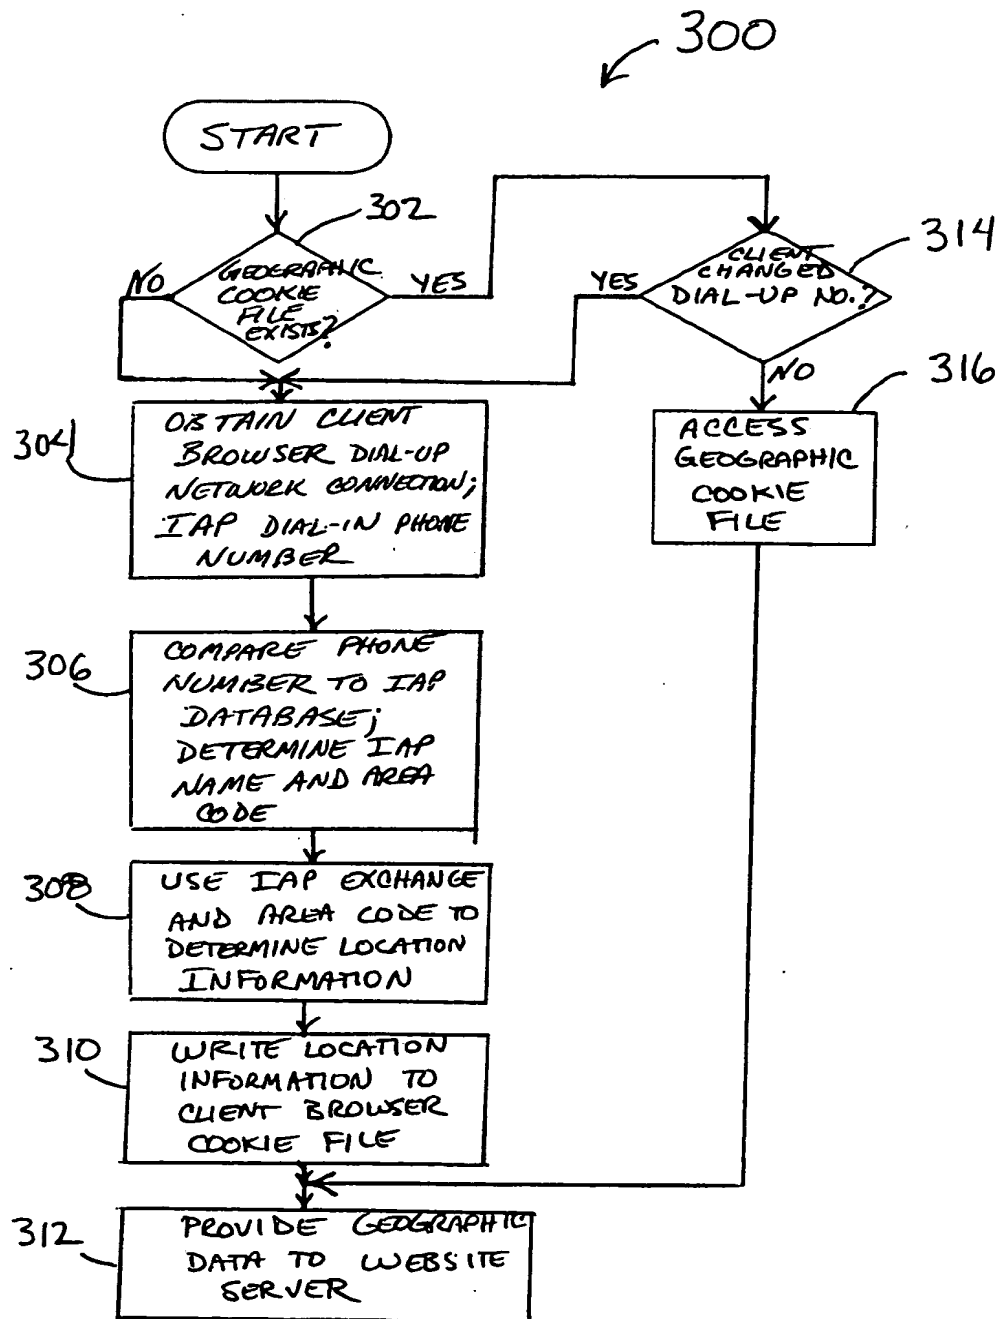 300
START
302
GEOGRAPHIC
COOKIE
FILE
EXISTS?
NO
YES
314
CLIENT
CHANGED
DIAL-UP NO.?
YES
NO
316
ACCESS
GEOGRAPHIC
COOKIE
FILE
304
OBTAIN CLIENT
BROWSER DIAL-UP
NETWORK CONNECTION;
IAP DIAL-IN PHONE
NUMBER
306
COMPARE PHONE
NUMBER TO IAP
DATABASE;
DETERMINE IAP
NAME AND AREA
CODE
308
USE IAP EXCHANGE
AND AREA CODE TO
DETERMINE LOCATION
INFORMATION
310
WRITE LOCATION
INFORMATION TO
CLIENT BROWSER
COOKIE FILE
312
PROVIDE GEOGRAPHIC
DATA TO WEBSITE
SERVER